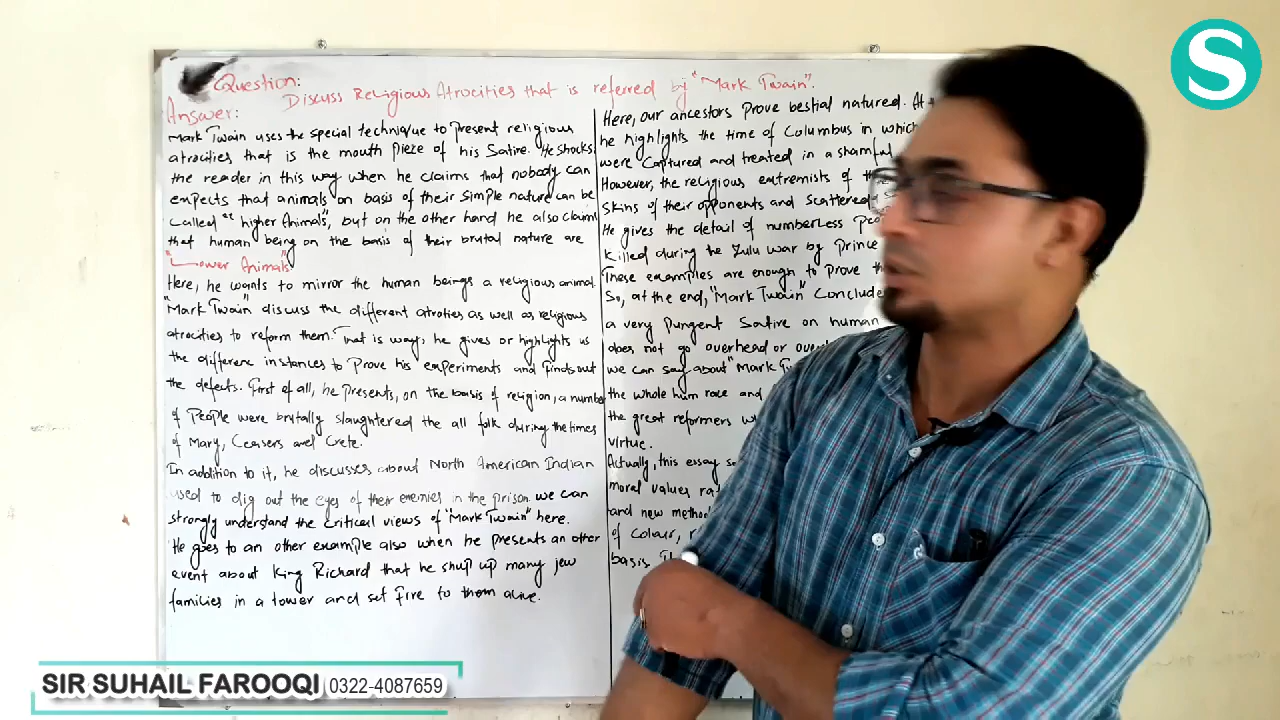 Question:
Discuss Religious Atrocities that is referred by "Mark Twain".
Answer:
Mark Twain uses the special technique to present religious
atrocities that is the mouth pieze of his Satire. He shocks
the reader in this way when he claims that nobody can
expects that animals on basis of their simple nature can be
called "higher Animals", but on the other hand he also claim
that human being on the basis of their brutal nature are
"Lower Animals"
Here, he wants to mirror the human beings a religious animal.
"Mark Twain" discuss the different atroties as well as religious
atrocities to reform them. That is way, he gives or highlights us
the difference instances to prove his experiments and finds out
the defects. First of all, he presents, on the basis of religion, a number
of people were brutally slaughtered the all folk during the times
of Mary, Ceasers and Crete.
In addition to it, he discusses about North American Indian
used to dig out the eyes of their enemies in the prison. we can
strongly understand the critical views of "Mark Twain" here.
He goes to an other example also when he presents an other
event about King Richard that he shup up many jew
families in a tower and set fire to them alive.
Here, our ancestors prove bestial natured. At
he highlights the time of Columbus in which
were captured and treated in a shamful
However, the religious extremists of
skins of their opponents and scattered
He gives the detail of numberless
killed during the Zulu war by Prince
These examples are enough to prove
So, at the end, "Mark Twain" Conclude
a very pungent Satire on human
does not go overhead or
we can say about "Mark
the whole hum race and
the great reformers
virtue.
Actually, this essay
moral values
and new
of colour,
basis
S
SIR SUHAIL FAROOQI 0322-4087659